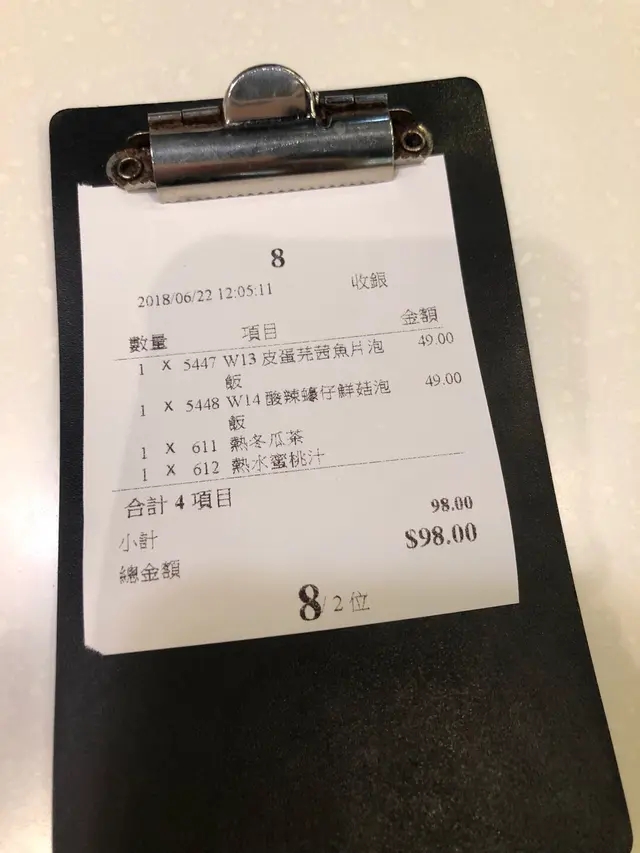 8
2018/06/22 12:05:11 收銀
數量 項目 金額
1 X 5447 W13 皮蛋芫茜魚片泡 49.00
飯
1 X 5448 W14 酸辣蠔仔鮮菇泡 49.00
飯
1 X 611 熱冬瓜茶
1 X 612 熱水蜜桃汁
合計 4 項目
小計 98.00
總金額 $98.00
8/ 2 位